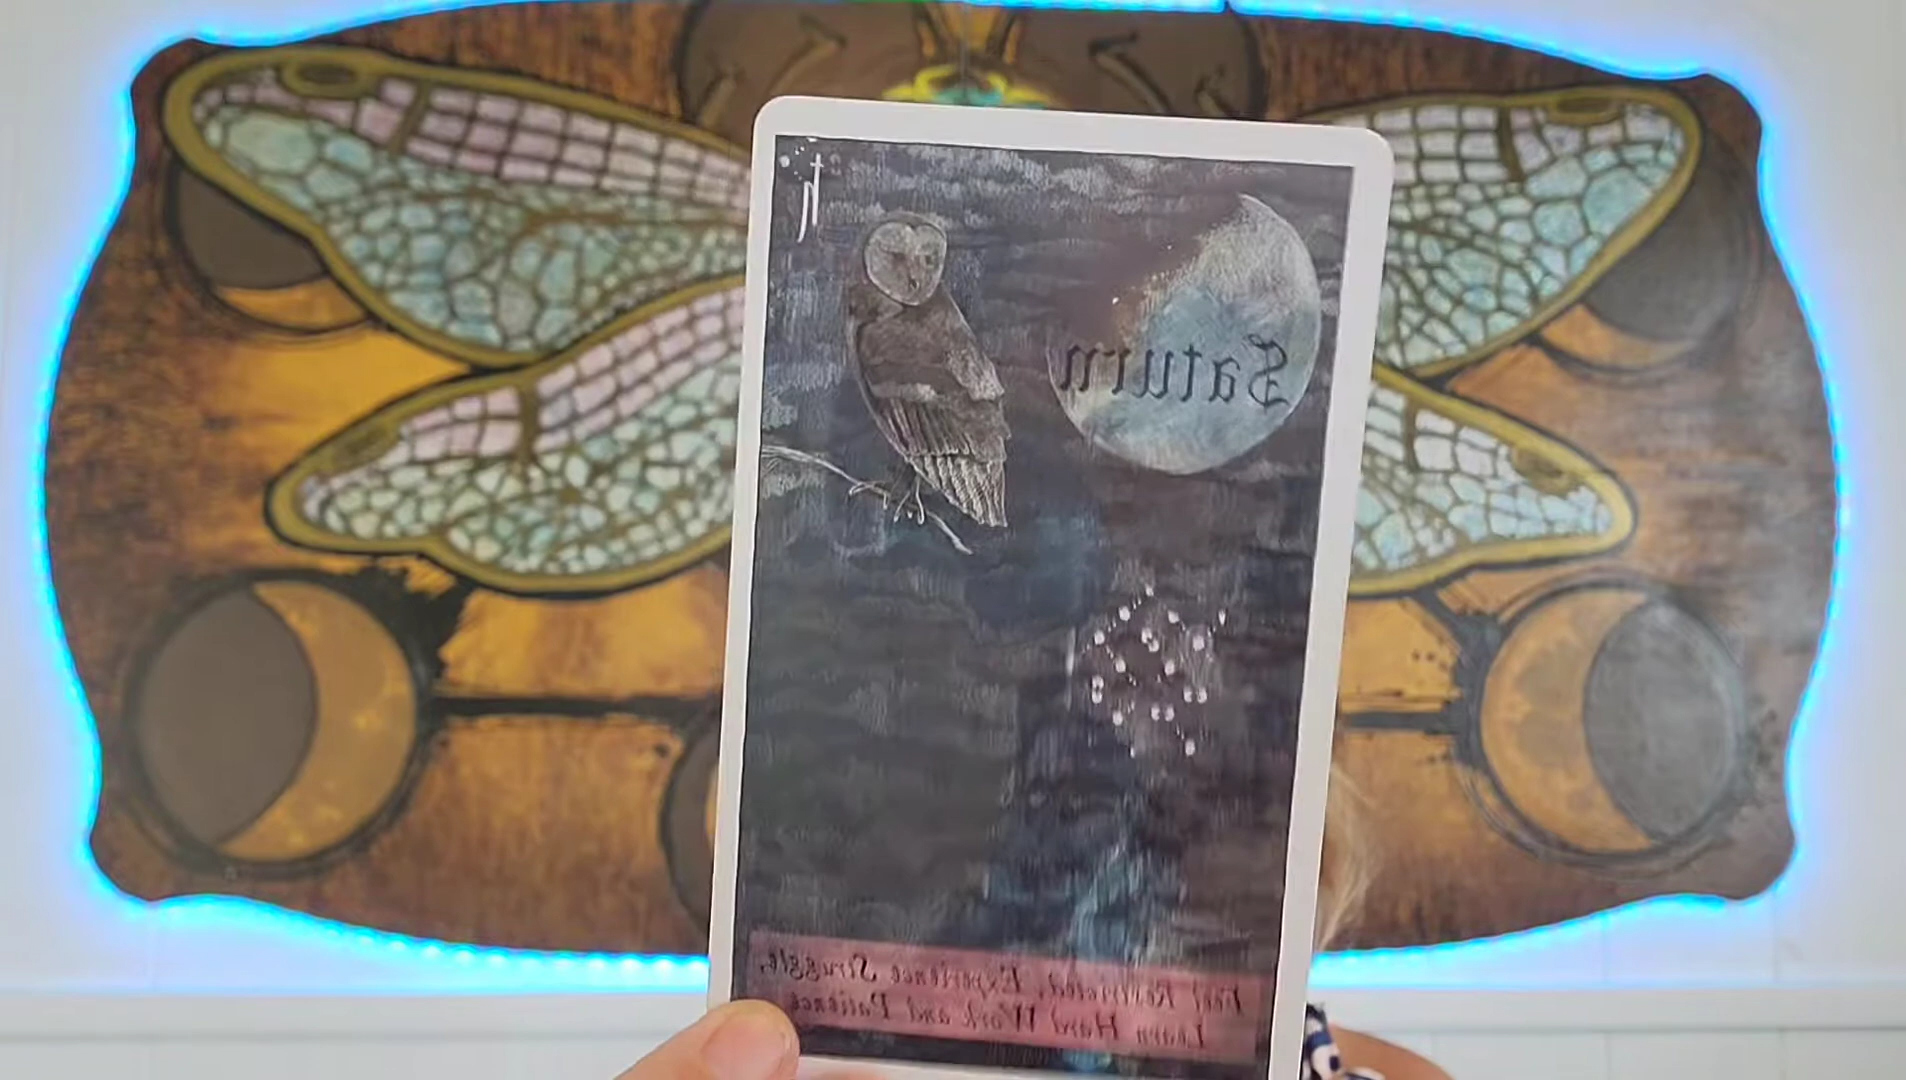 Saturn
Feel Restricted, Experience Struggle,
Learn Hard Work and Patience